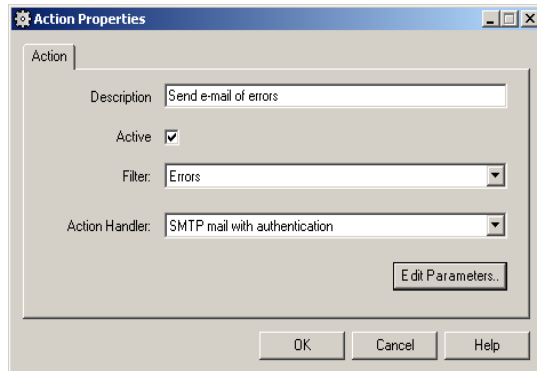 Action Properties
Action
Description Send e-mail of errors
Active
Filter: Errors
Action Handler: SMTP mail with authentication
Edit Parameters..
OK Cancel Help